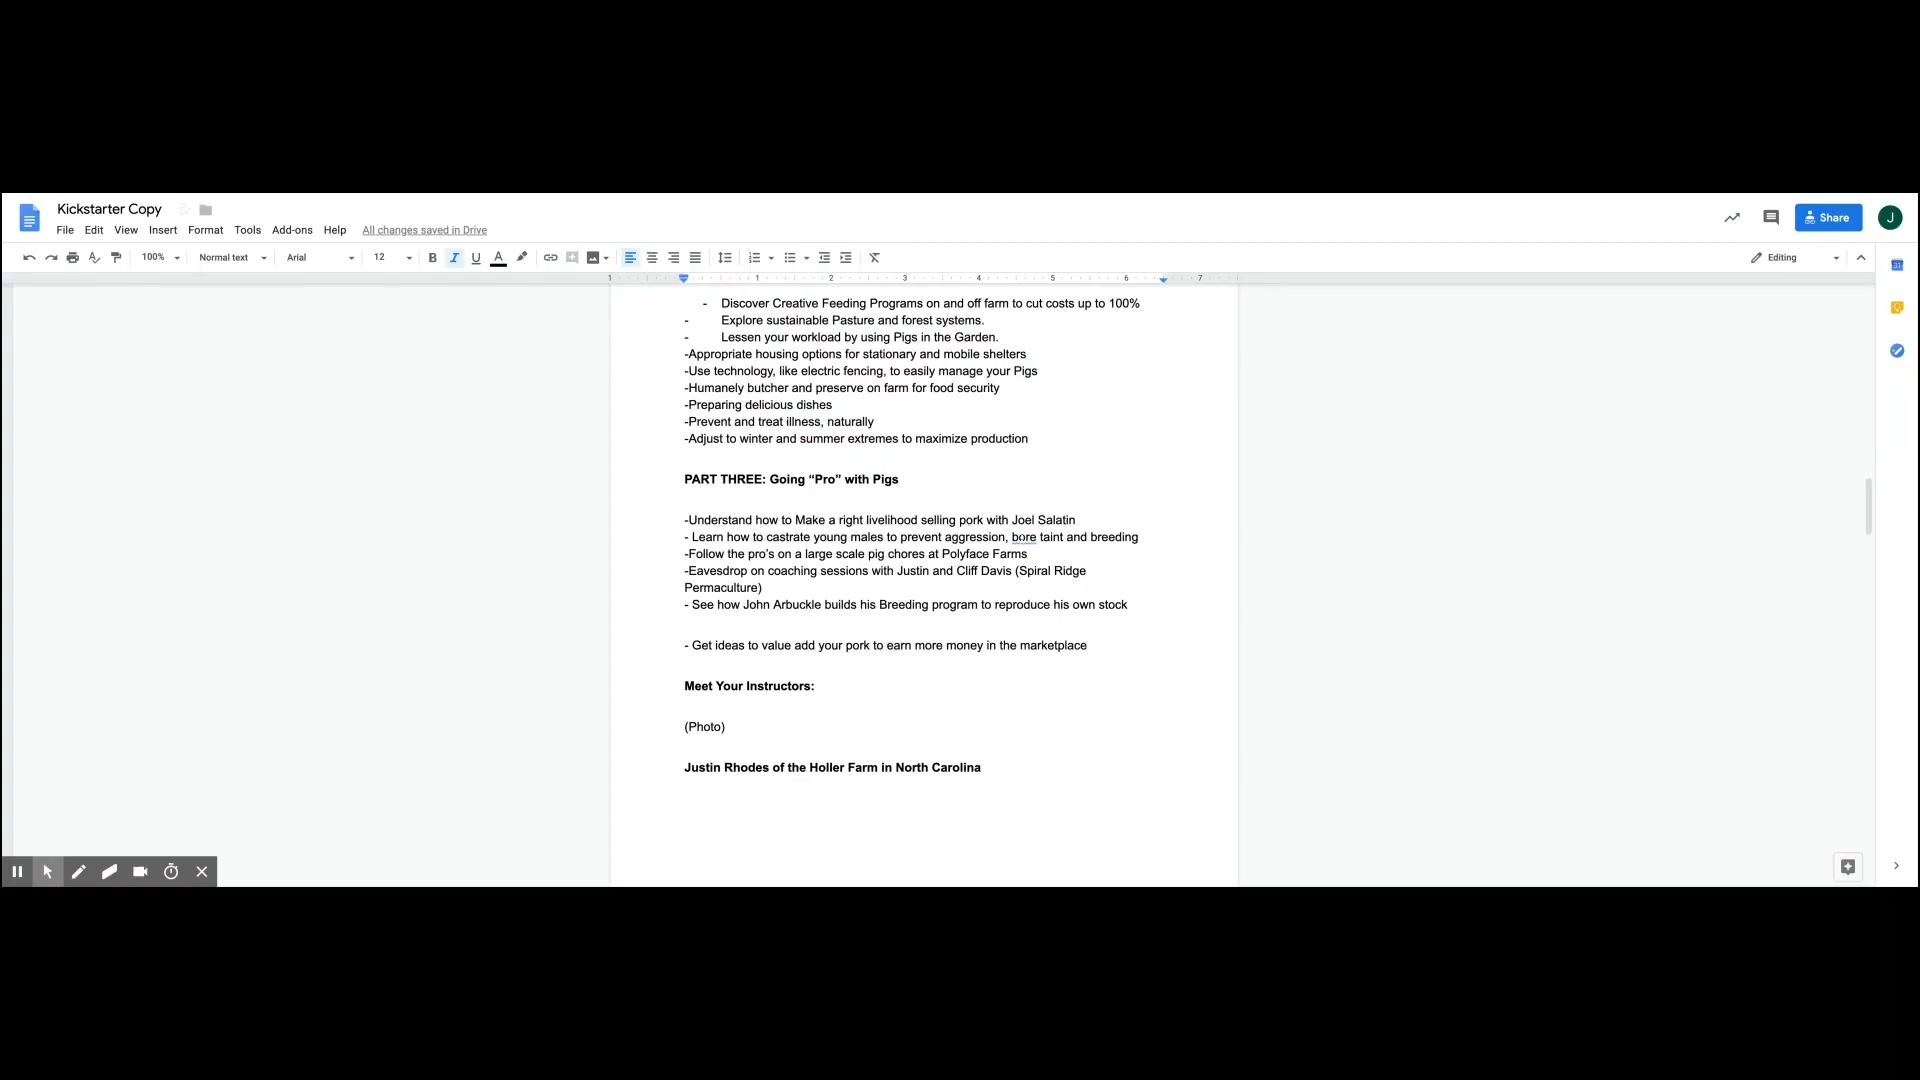 Kickstarter Copy
File Edit View Insert Format Tools Add-ons Help All changes saved in Drive
Share
J
100% Normal text Arial 12 B I U A Editing
1 1 2 3 4 5 6 7
31
- Discover Creative Feeding Programs on and off farm to cut costs up to 100%
- Explore sustainable Pasture and forest systems.
- Lessen your workload by using Pigs in the Garden.
-Appropriate housing options for stationary and mobile shelters
-Use technology, like electric fencing, to easily manage your Pigs
-Humanely butcher and preserve on farm for food security
-Preparing delicious dishes
-Prevent and treat illness, naturally
-Adjust to winter and summer extremes to maximize production
PART THREE: Going “Pro” with Pigs
-Understand how to Make a right livelihood selling pork with Joel Salatin
- Learn how to castrate young males to prevent aggression, bore taint and breeding
-Follow the pro’s on a large scale pig chores at Polyface Farms
-Eavesdrop on coaching sessions with Justin and Cliff Davis (Spiral Ridge
Permaculture)
- See how John Arbuckle builds his Breeding program to reproduce his own stock
- Get ideas to value add your pork to earn more money in the marketplace
Meet Your Instructors:
(Photo)
Justin Rhodes of the Holler Farm in North Carolina